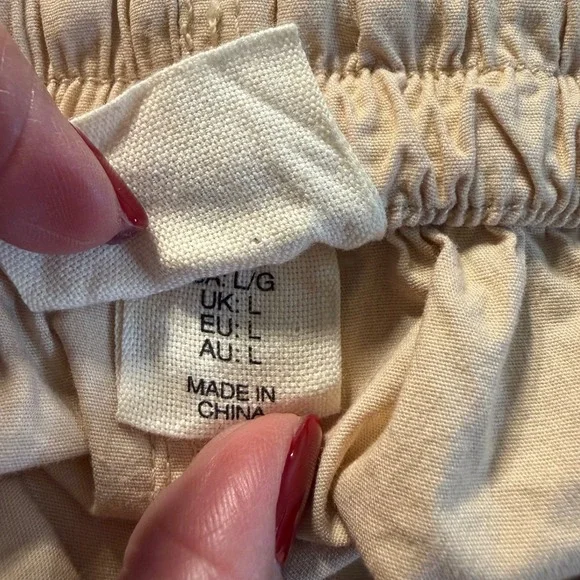 : L/G
UK: L
EU: L
AU: L
MADE IN
CHINA